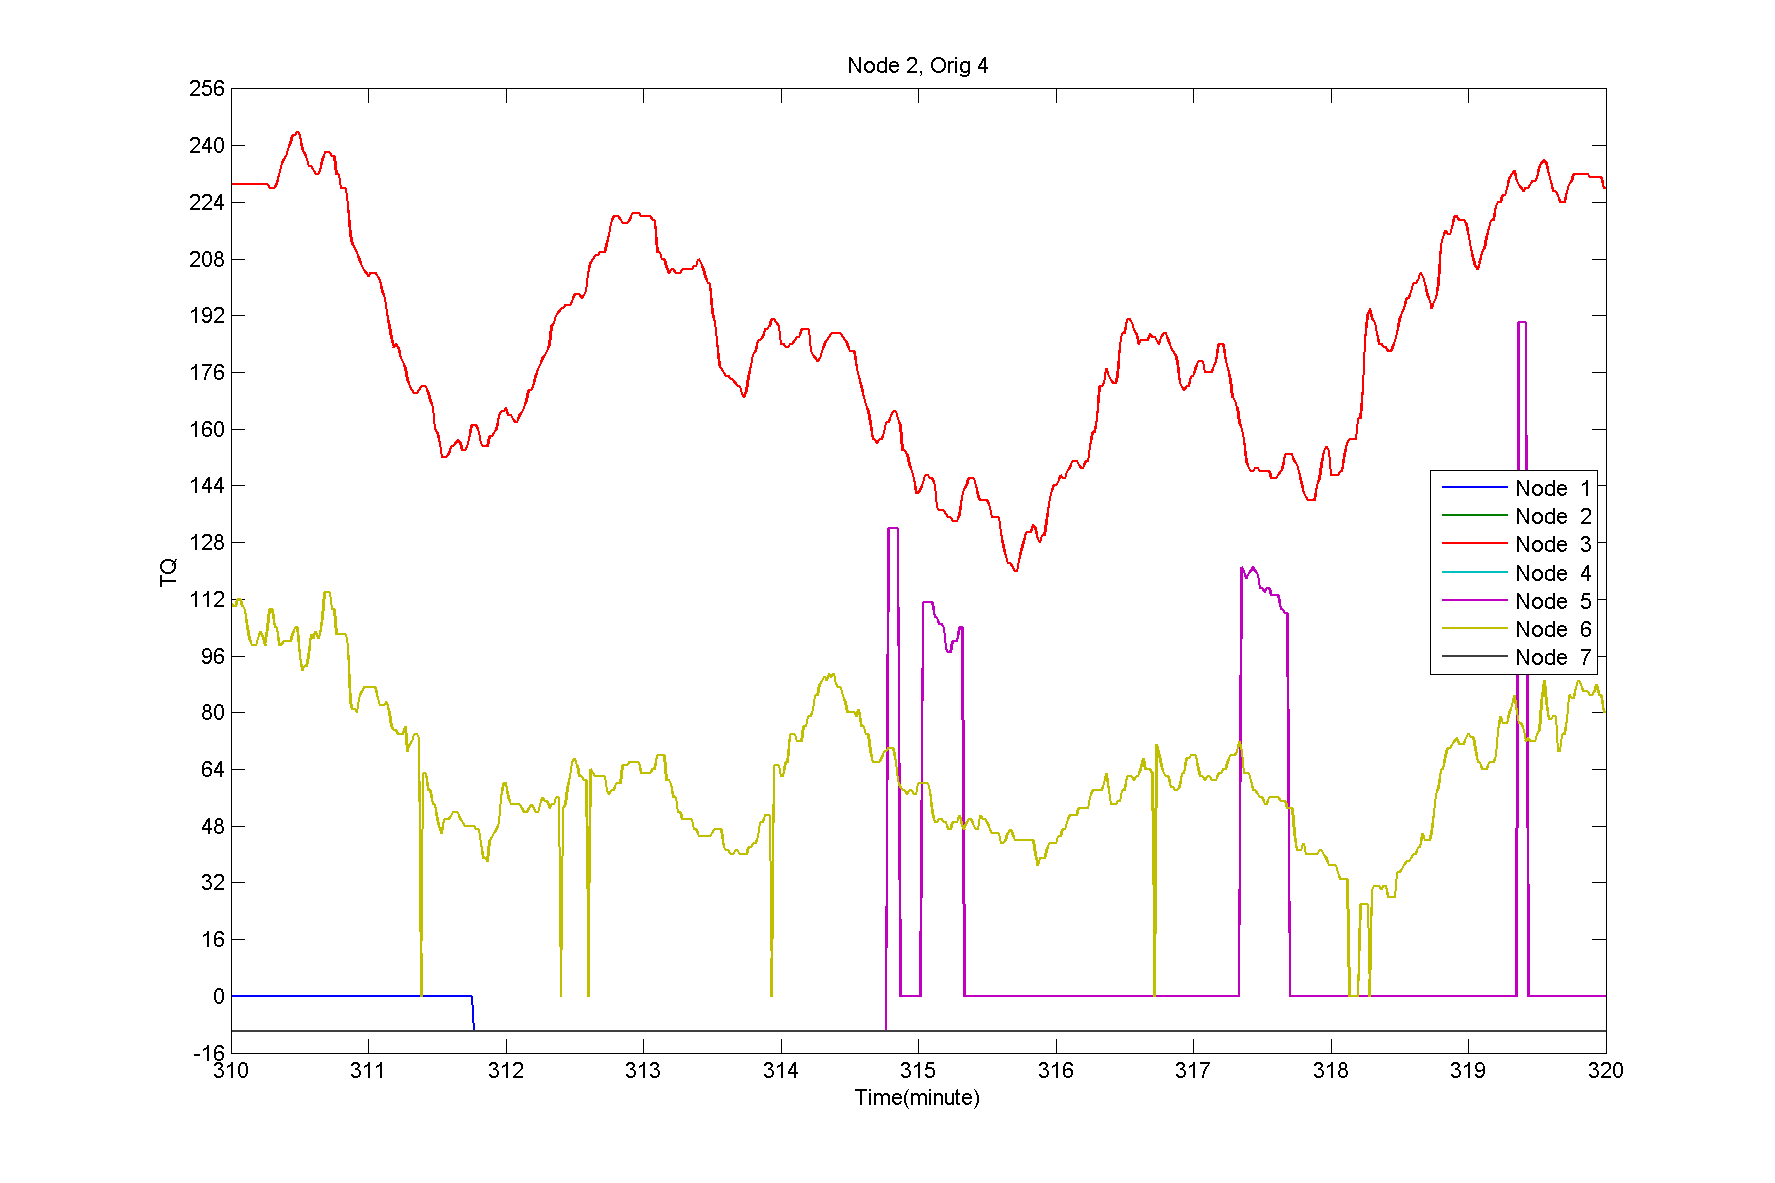 Node 2, Orig 4
256
240
224
208
192
176
160
144
128
112
96
80
64
48
32
16
0
-16
TQ
Node 1
Node 2
Node 3
Node 4
Node 5
Node 6
Node 7
310 311 312 313 314 315 316 317 318 319 320
Time(minute)